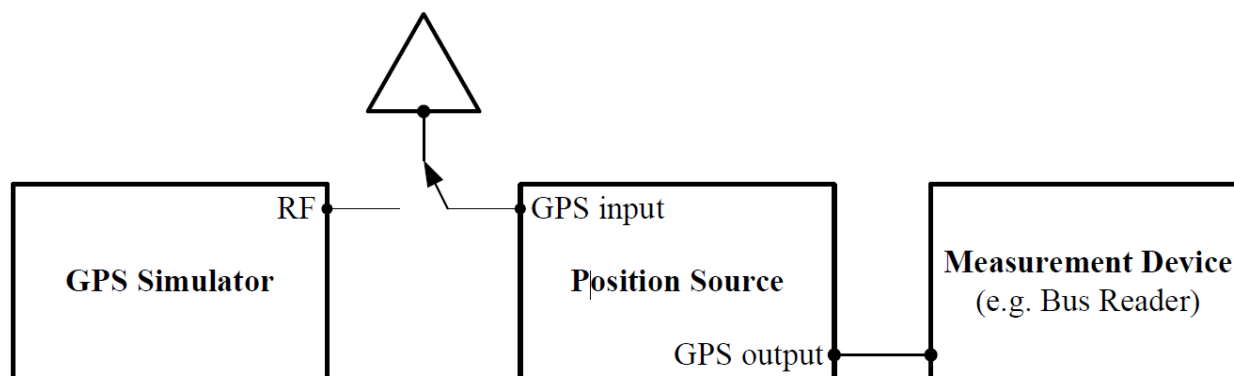 RF
GPS input
GPS Simulator
Position Source
Measurement Device
(e.g. Bus Reader)
GPS output